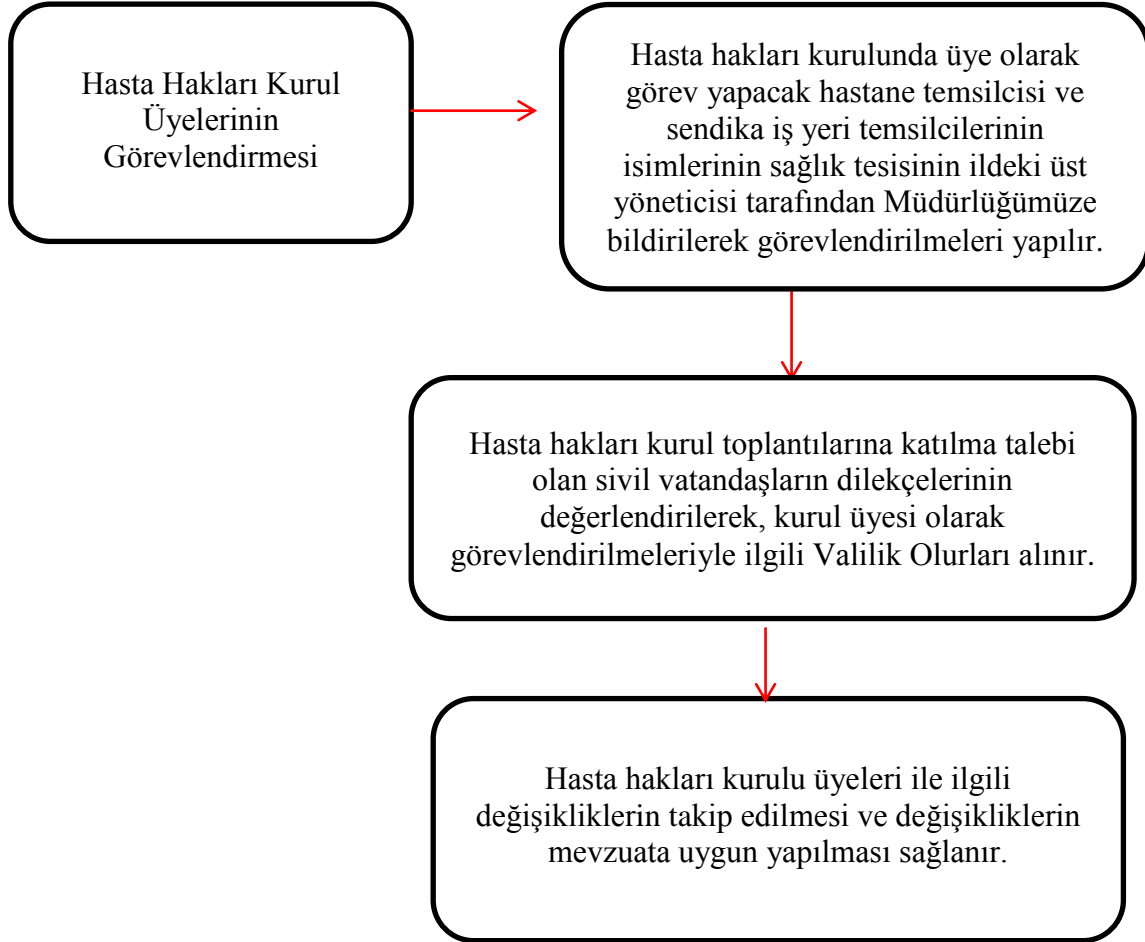 Hasta Hakları Kurul
Üyelerinin
Görevlendirmesi
Hasta hakları kurulunda üye olarak
görev yapacak hastane temsilcisi ve
sendika iş yeri temsilcilerinin
isimlerinin sağlık tesisinin ildeki üst
yöneticisi tarafından Müdürlüğümüze
bildirilerek görevlendirilmeleri yapılır.
Hasta hakları kurul toplantılarına katılma talebi
olan sivil vatandaşların dilekçelerinin
değerlendirilerek, kurul üyesi olarak
görevlendirilmeleriyle ilgili Valilik Olurları alınır.
Hasta hakları kurulu üyeleri ile ilgili
değişikliklerin takip edilmesi ve değişikliklerin
mevzuata uygun yapılması sağlanır.